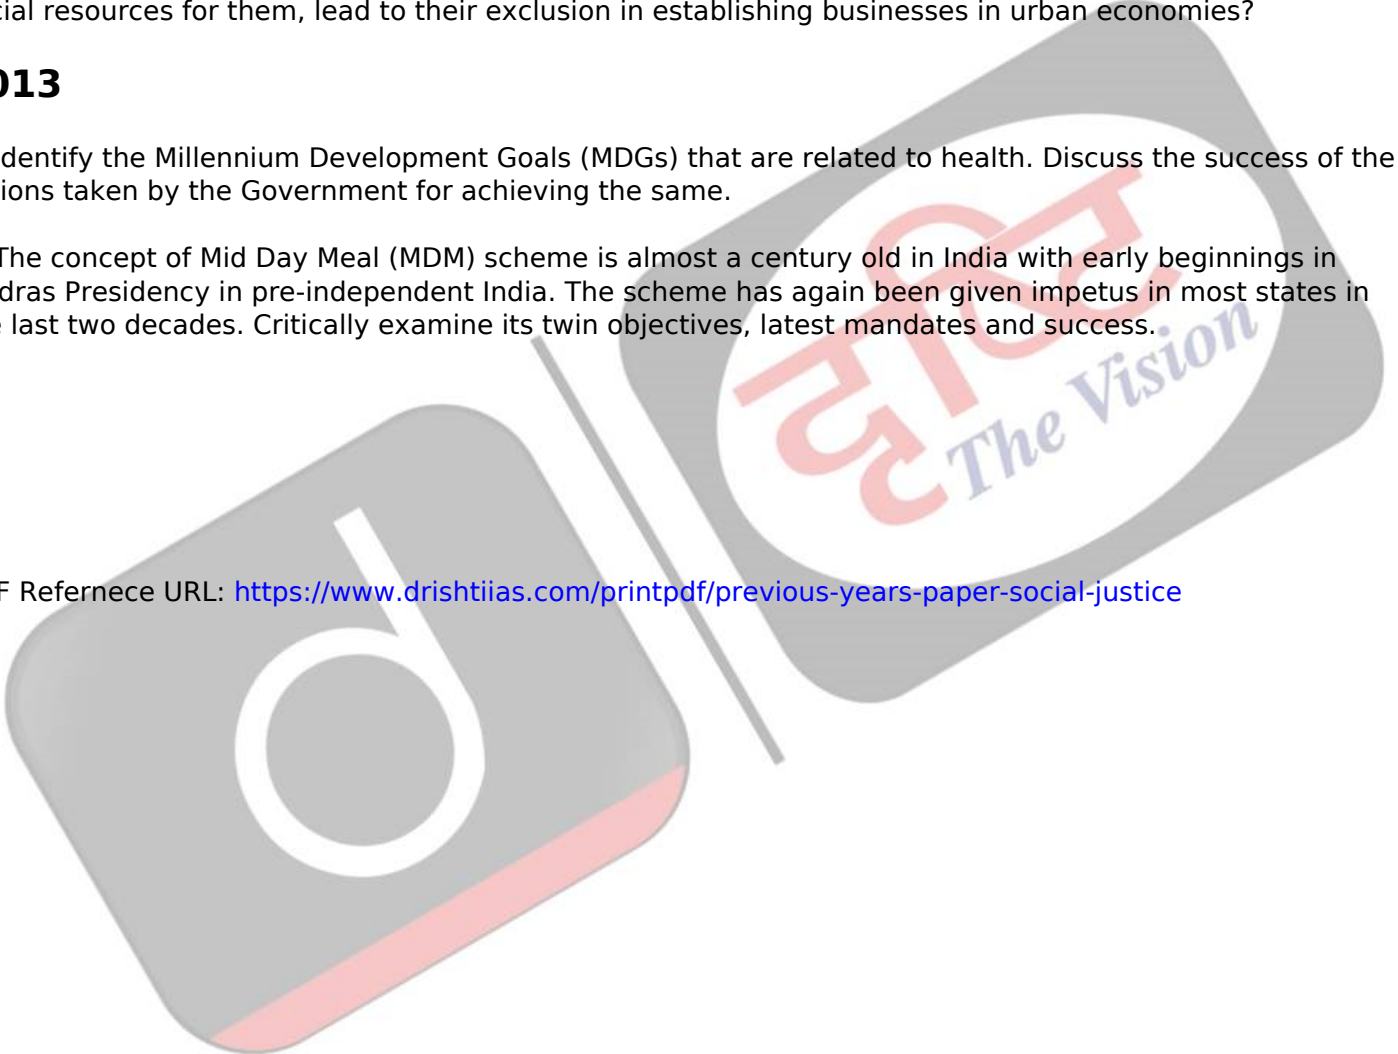 cial resources for them, lead to their exclusion in establishing businesses in urban economies?
013
dentify the Millennium Development Goals (MDGs) that are related to health. Discuss the success of the
ions taken by the Government for achieving the same.
The concept of Mid Day Meal (MDM) scheme is almost a century old in India with early beginnings in
dras Presidency in pre-independent India. The scheme has again been given impetus in most states in
e last two decades. Critically examine its twin objectives, latest mandates and success.
दृष्टि
The Vision
d
F Refernece URL: https://www.drishtiias.com/printpdf/previous-years-paper-social-justice